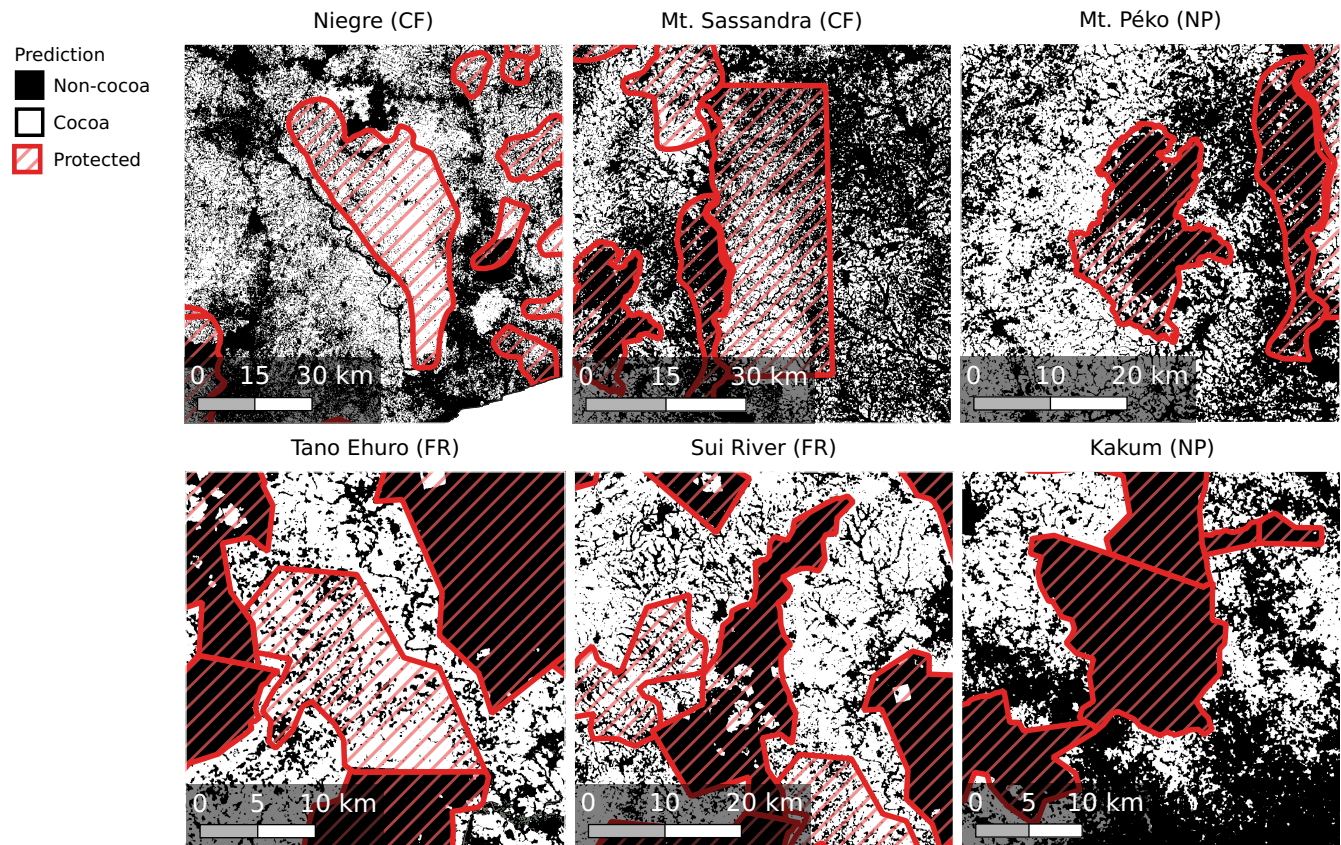 Niegre (CF)
Mt. Sassandra (CF)
Mt. Péko (NP)
Prediction
Non-cocoa
Cocoa
Protected
0 15 30 km
0 15 30 km
0 10 20 km
Tano Ehuro (FR)
Sui River (FR)
Kakum (NP)
0 5 10 km
0 10 20 km
0 5 10 km